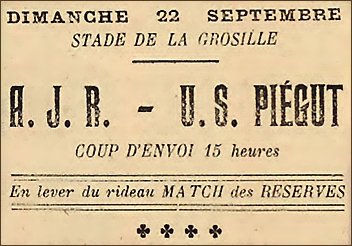 DIMANCHE 22 SEPTEMBRE
STADE DE LA GROSILLE
A. J. R. - U. S. PIÉGUT
COUP D'ENVOI 15 heures
En lever du rideau MATCH des RESERVES